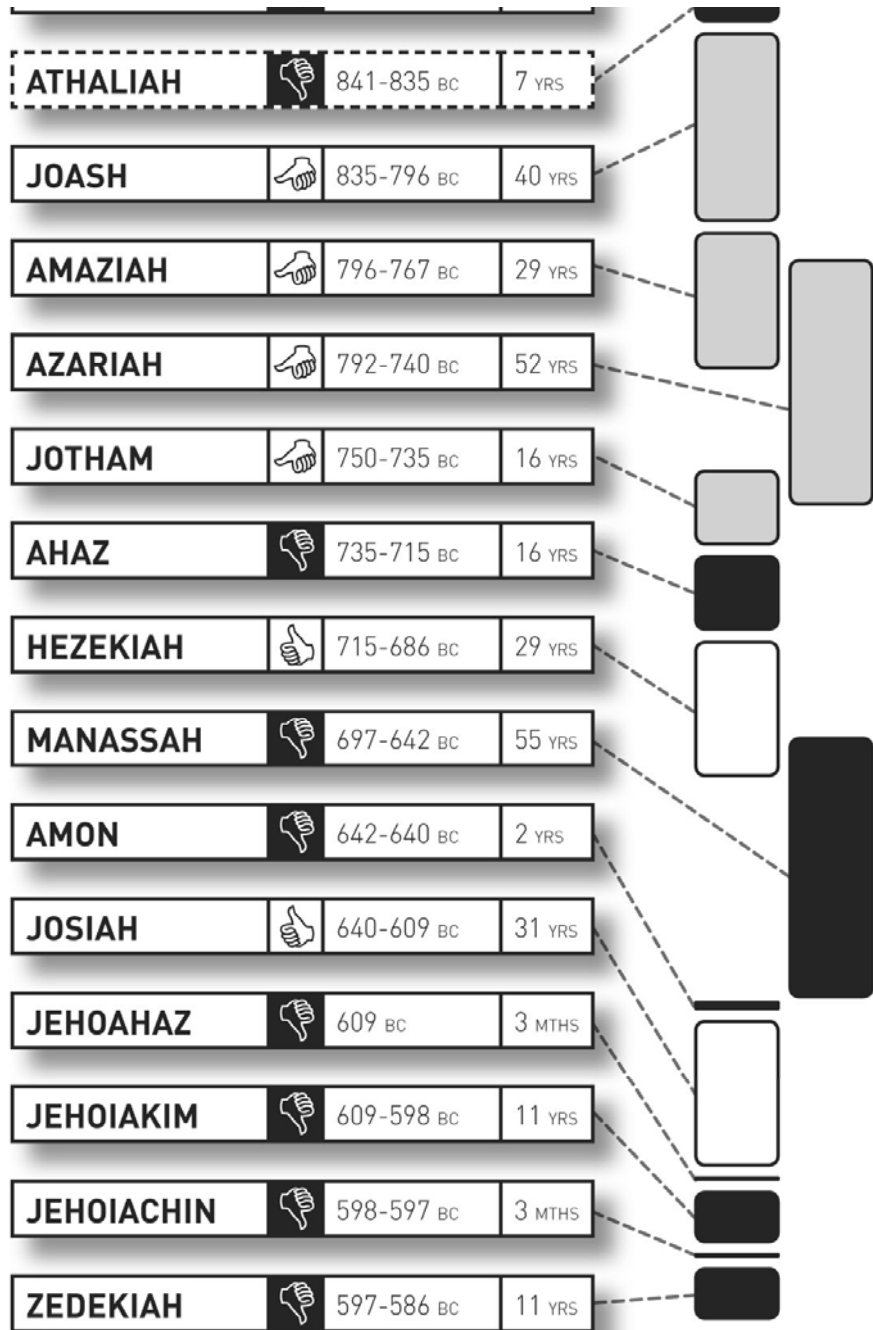 ATHALIAH 841-835 BC 7 YRS
JOASH 835-796 BC 40 YRS
AMAZIAH 796-767 BC 29 YRS
AZARIAH 792-740 BC 52 YRS
JOTHAM 750-735 BC 16 YRS
AHAZ 735-715 BC 16 YRS
HEZEKIAH 715-686 BC 29 YRS
MANASSAH 697-642 BC 55 YRS
AMON 642-640 BC 2 YRS
JOSIAH 640-609 BC 31 YRS
JEHOAHAZ 609 BC 3 MTHS
JEHOIAKIM 609-598 BC 11 YRS
JEHOIACHIN 598-597 BC 3 MTHS
ZEDEKIAH 597-586 BC 11 YRS